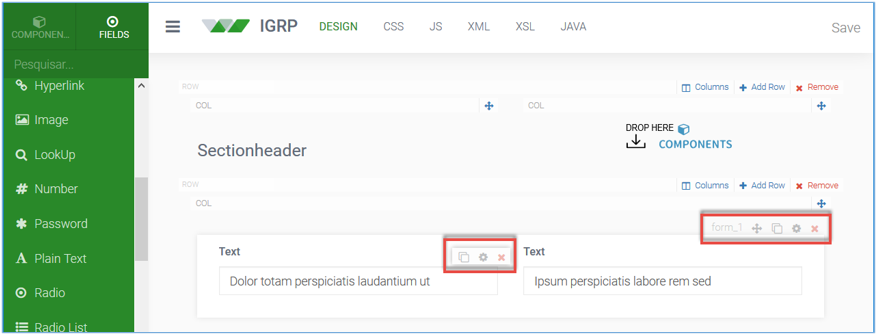 COMPONEN...
FIELDS
Pesquisar...
Hyperlink
Image
LookUp
Number
Password
Plain Text
Radio
Radio List
IGRP
DESIGN
CSS
JS
XML
XSL
JAVA
Save
ROW
Columns
Add Row
Remove
COL
COL
Sectionheader
DROP HERE
COMPONENTS
ROW
Columns
Add Row
Remove
COL
form_1
Text
Dolor totam perspiciatis laudantium ut
Text
Ipsum perspiciatis labore rem sed